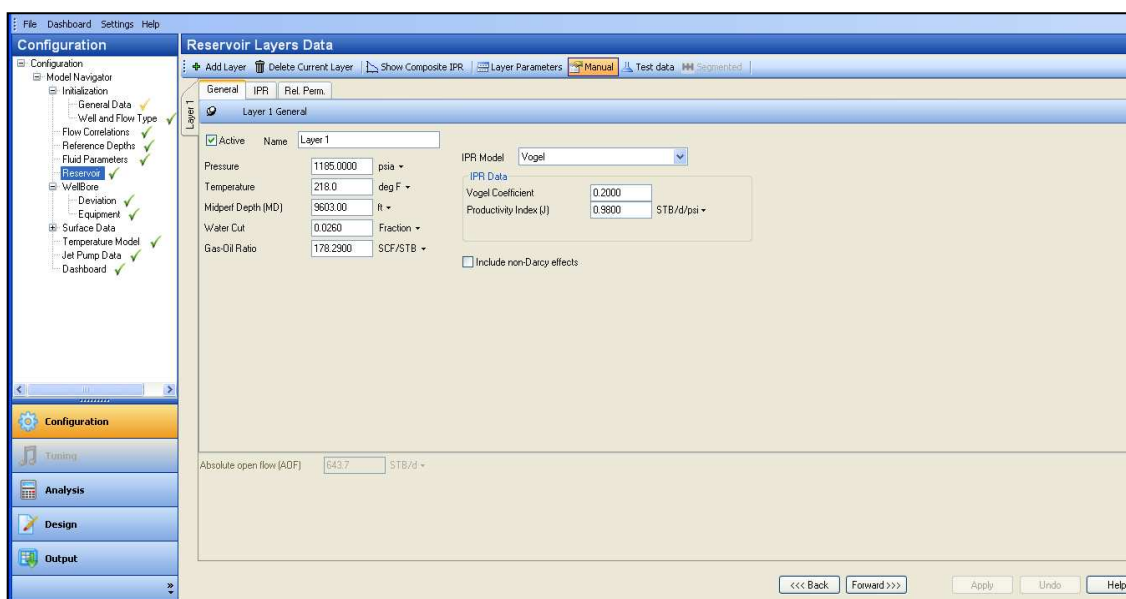 File Dashboard Settings Help
Configuration
Reservoir Layers Data
Configuration
Model Navigator
Initialization
General Data
Well and Flow Type
Flow Correlations
Reference Depths
Fluid Parameters
Reservoir
WellBore
Deviation
Equipment
Surface Data
Temperature Model
Jet Pump Data
Dashboard
Add Layer Delete Current Layer Show Composite IPR Layer Parameters Manual Test data Segmented
General IPR Rel. Perm.
Layer 1
Layer 1 General
Active Name Layer 1
Pressure 1185.0000 psia
Temperature 218.0 deg F
Midperf Depth (MD) 9603.00 ft
Water Cut 0.0260 Fraction
Gas-Oil Ratio 178.2900 SCF/STB
IPR Model Vogel
IPR Data
Vogel Coefficient 0.2000
Productivity Index (J) 0.9800 STB/d/psi
Include non-Darcy effects
Configuration
Tuning
Analysis
Design
Output
Absolute open flow (AOF) 643.7 STB/d
<<< Back Forward >>> Apply Undo Help